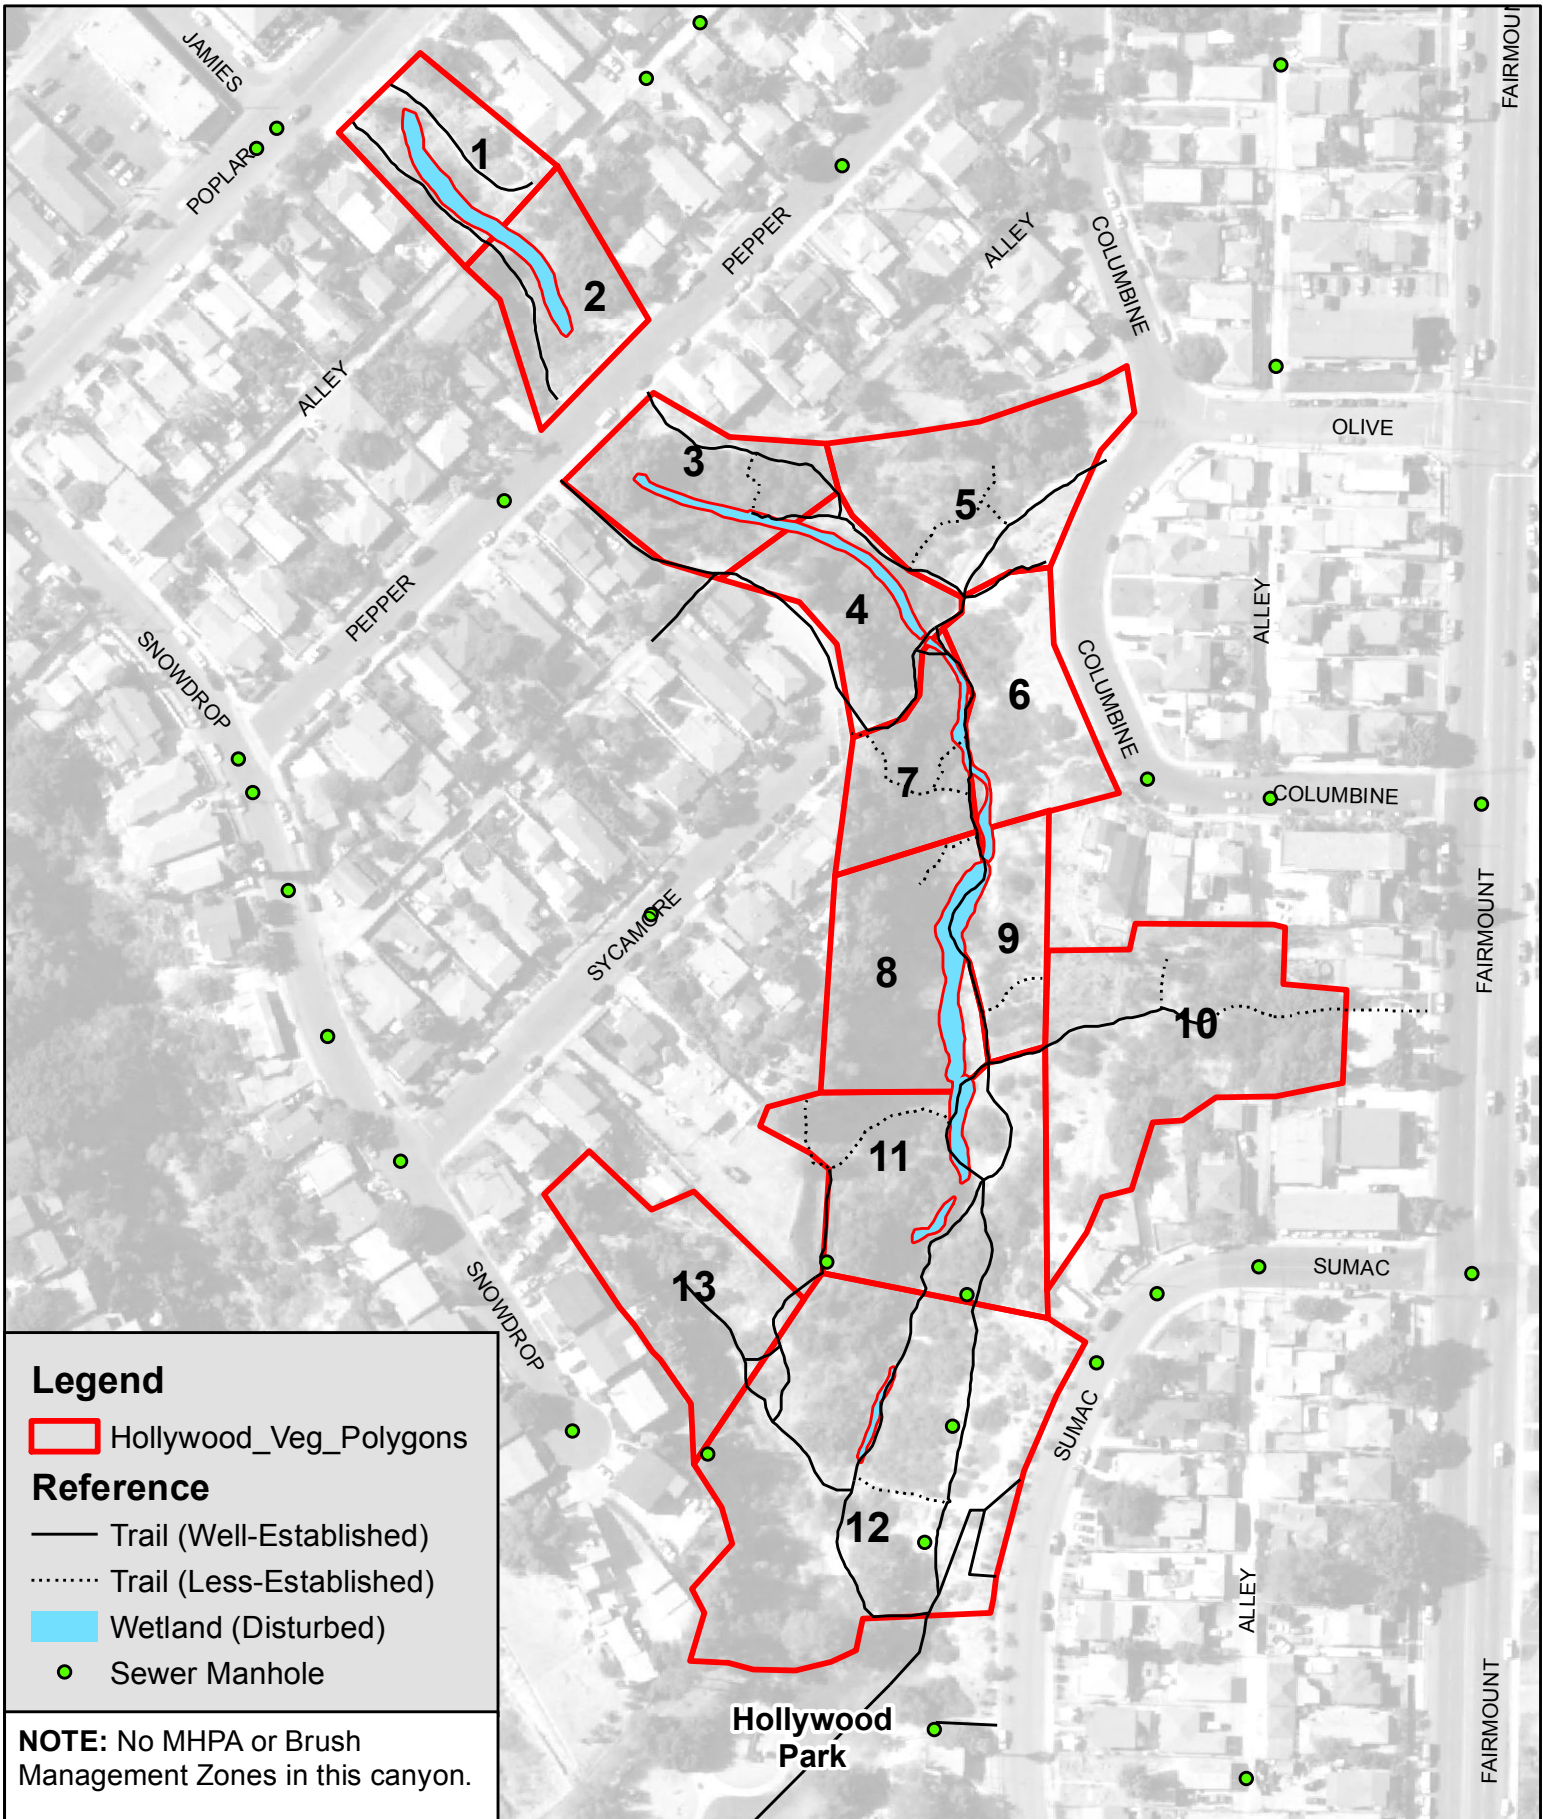 JAMIES
FAIRMOUN
POPLAR
1
PEPPER
ALLEY
COLUMBINE
2
ALLEY
OLIVE
3
5
PEPPER
4
ALLEY
SNOWDROP
6
COLUMBINE
7
COLUMBINE
SYCAMORE
9
8
FAIRMOUNT
10
11
13
SUMAC
SNOWDROP
SUMAC
12
ALLEY
FAIRMOUNT
Hollywood
Park
Legend
Hollywood_Veg_Polygons
Reference
Trail (Well-Established)
Trail (Less-Established)
Wetland (Disturbed)
Sewer Manhole
NOTE: No MHPA or Brush
Management Zones in this canyon.